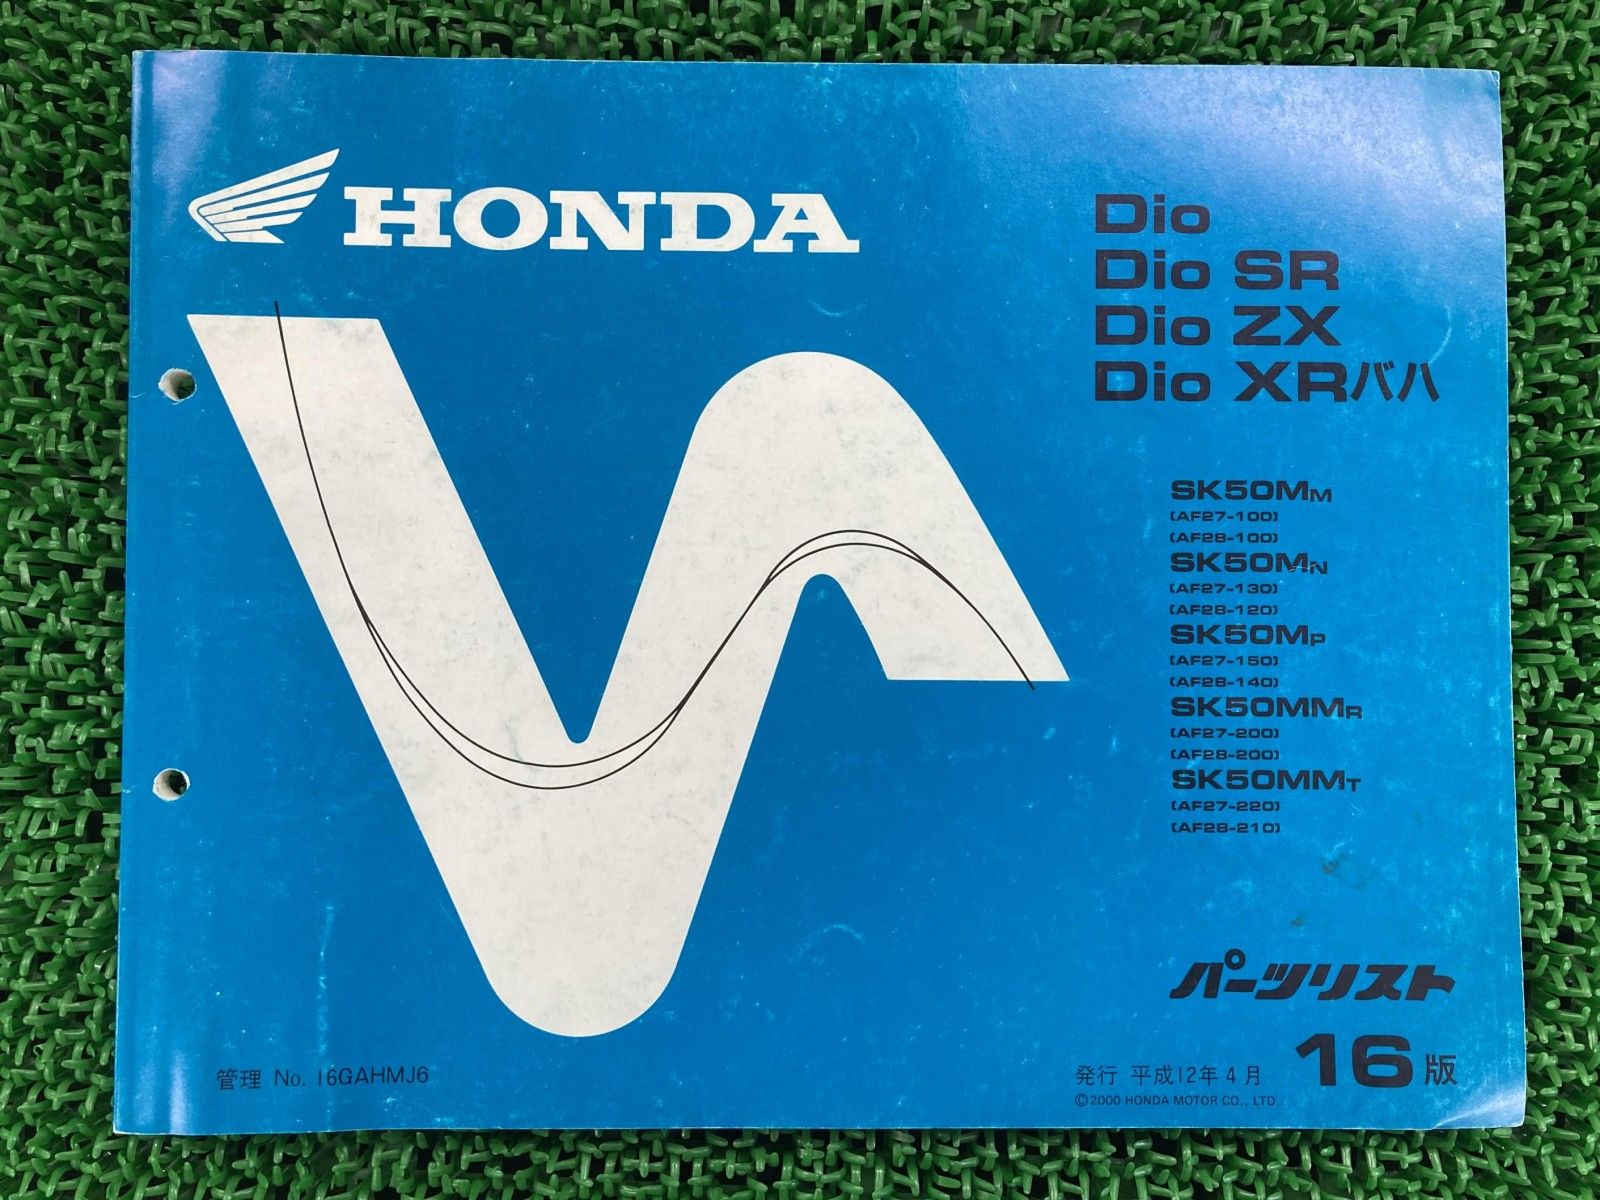 HONDA
Dio
Dio SR
Dio ZX
Dio XRバハ
SK50MM
(AF27-100)
(AF28-100)
SK50MN
(AF27-130)
(AF28-120)
SK50MP
(AF27-150)
(AF28-140)
SK50MMR
(AF27-200)
(AF28-200)
SK50MMT
(AF27-220)
(AF28-210)
パーツリスト
16版
管理 No. 16GAHMJ6
発行 平成12年4月
©2000 HONDA MOTOR CO., LTD.